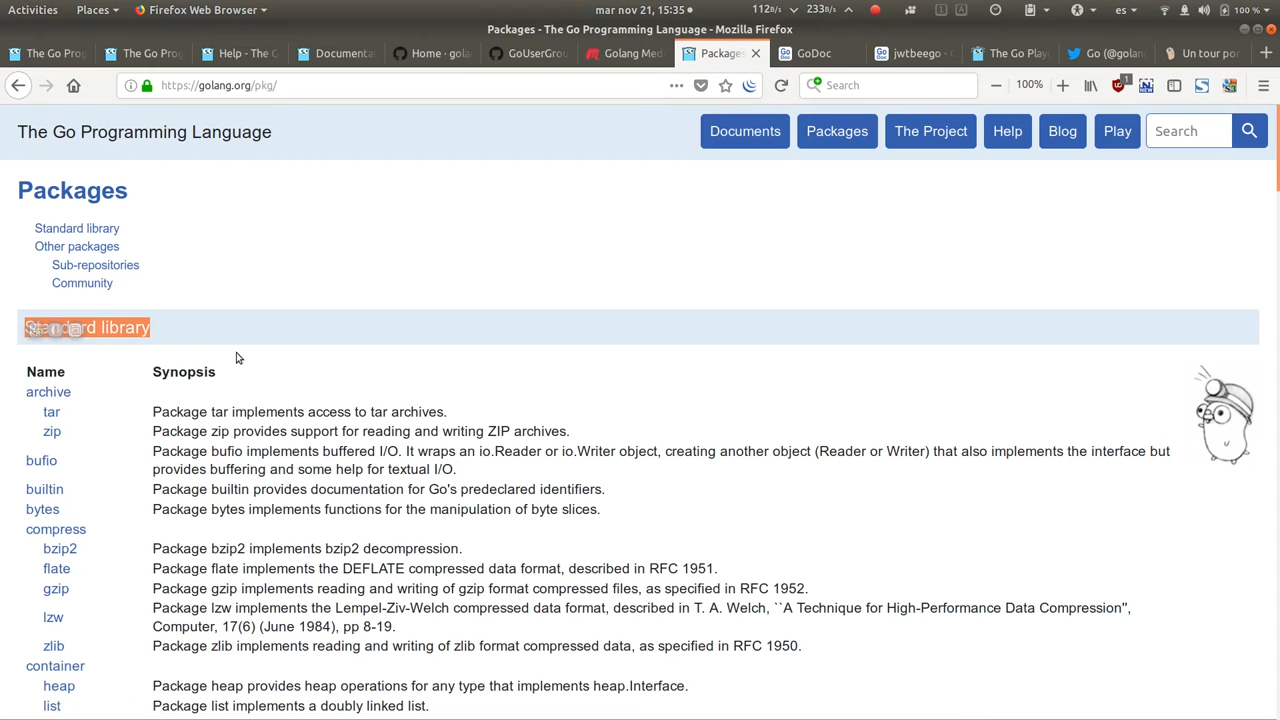 Activities Places Firefox Web Browser mar nov 21, 15:35 112B/s 233B/s 1 A es 100 %
Packages - The Go Programming Language - Mozilla Firefox
The Go Prog The Go Prog Help - The G Documenta Home · gola GoUserGrou Golang Med Packages GoDoc jwtbeego - The Go Play Go (@golan Un tour por
https://golang.org/pkg/ Search 100% 1
The Go Programming Language Documents Packages The Project Help Blog Play Search
Packages
Standard library
Other packages
Sub-repositories
Community
Standard library
Name Synopsis
archive
tar Package tar implements access to tar archives.
zip Package zip provides support for reading and writing ZIP archives.
bufio Package bufio implements buffered I/O. It wraps an io.Reader or io.Writer object, creating another object (Reader or Writer) that also implements the interface but
provides buffering and some help for textual I/O.
builtin Package builtin provides documentation for Go's predeclared identifiers.
bytes Package bytes implements functions for the manipulation of byte slices.
compress
bzip2 Package bzip2 implements bzip2 decompression.
flate Package flate implements the DEFLATE compressed data format, described in RFC 1951.
gzip Package gzip implements reading and writing of gzip format compressed files, as specified in RFC 1952.
lzw Package lzw implements the Lempel-Ziv-Welch compressed data format, described in T. A. Welch, ``A Technique for High-Performance Data Compression'',
Computer, 17(6) (June 1984), pp 8-19.
zlib Package zlib implements reading and writing of zlib format compressed data, as specified in RFC 1950.
container
heap Package heap provides heap operations for any type that implements heap.Interface.
list Package list implements a doubly linked list.